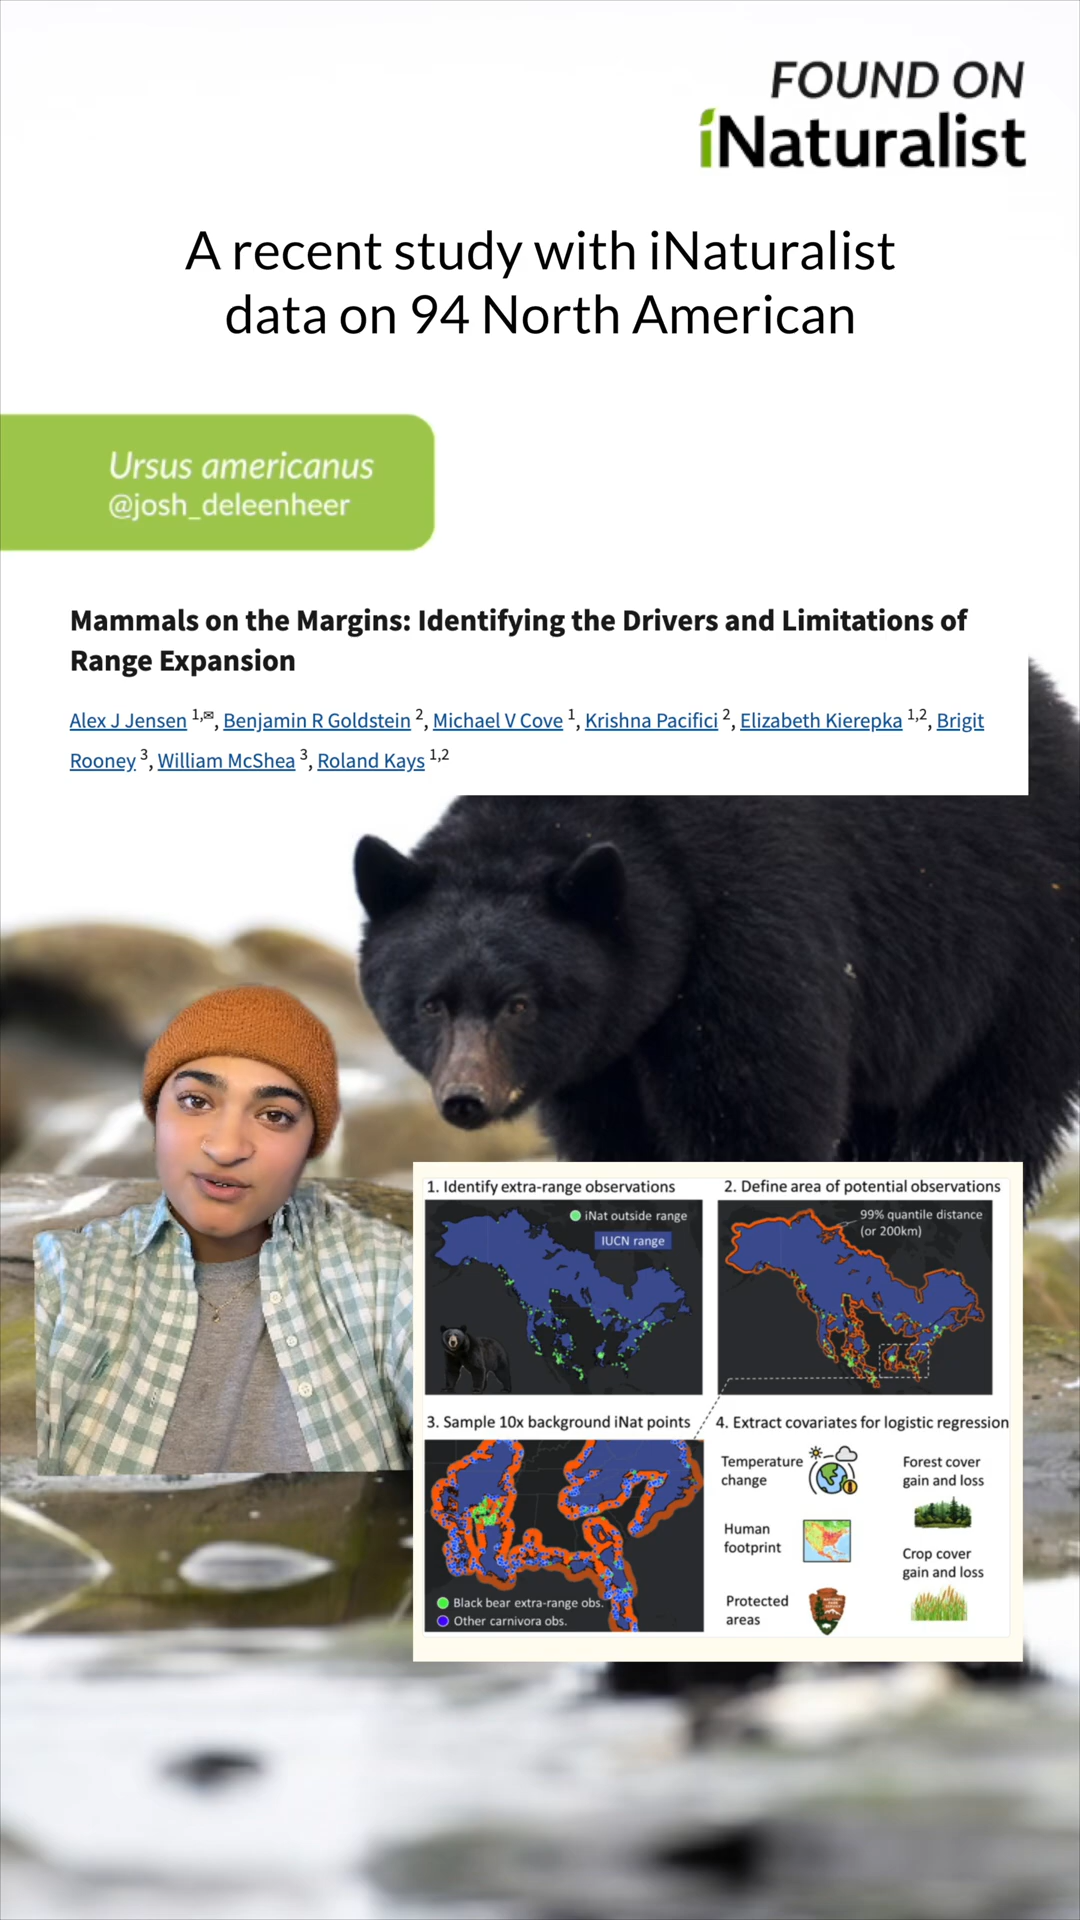 FOUND ON
iNaturalist
A recent study with iNaturalist
data on 94 North American
Ursus americanus
@josh_deleenheer
Mammals on the Margins: Identifying the Drivers and Limitations of
Range Expansion
Alex J Jensen 1,✉, Benjamin R Goldstein 2, Michael V Cove 1, Krishna Pacifici 2, Elizabeth Kierepka 1,2, Brigit
Rooney 3, William McShea 3, Roland Kays 1,2
1. Identify extra-range observations
iNat outside range
IUCN range
2. Define area of potential observations
99% quantile distance
(or 200km)
3. Sample 10x background iNat points
Black bear extra-range obs.
Other carnivora obs.
4. Extract covariates for logistic regression
Temperature
change
Forest cover
gain and loss
Human
footprint
Crop cover
gain and loss
Protected
areas